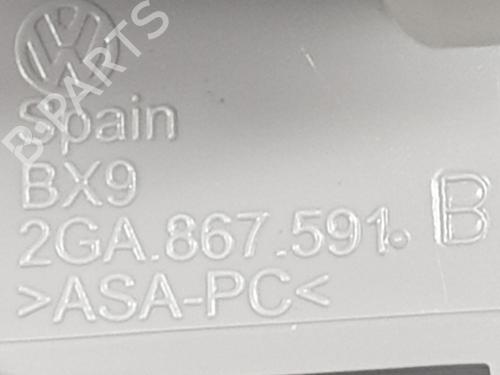 B-PARTS
Spain
BX9
2GA.867.591. B
>ASA-PC<